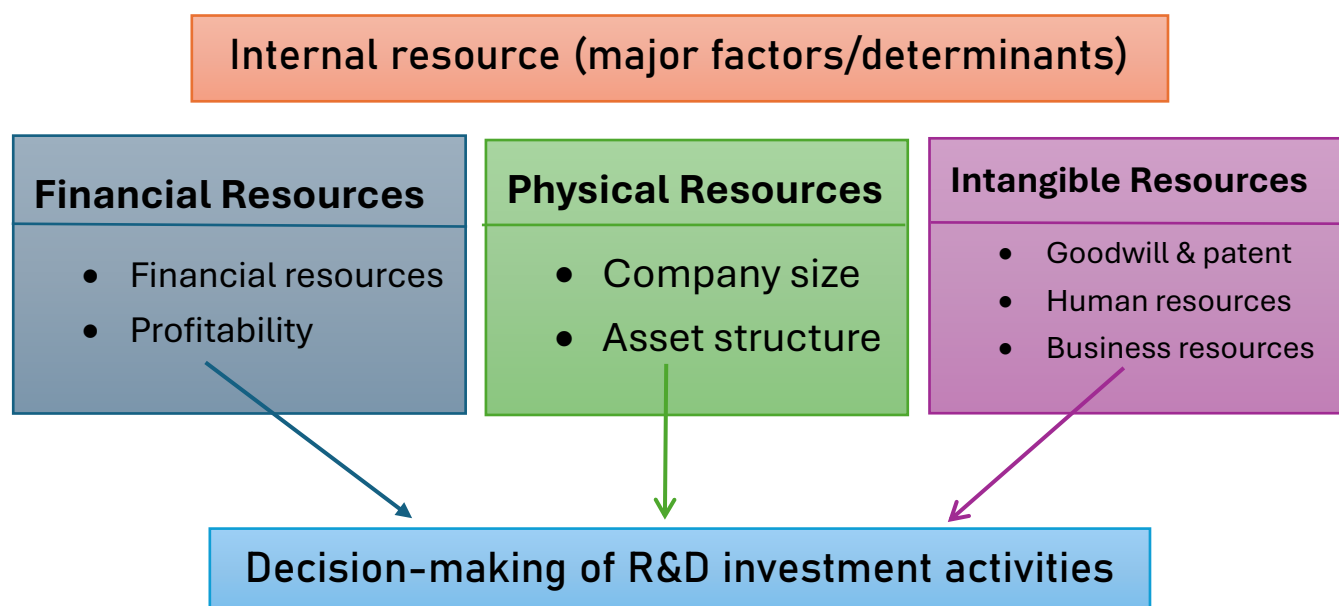 Internal resource (major factors/determinants)
Financial Resources
• Financial resources
• Profitability
Physical Resources
• Company size
• Asset structure
Intangible Resources
• Goodwill & patent
• Human resources
• Business resources
Decision-making of R&D investment activities